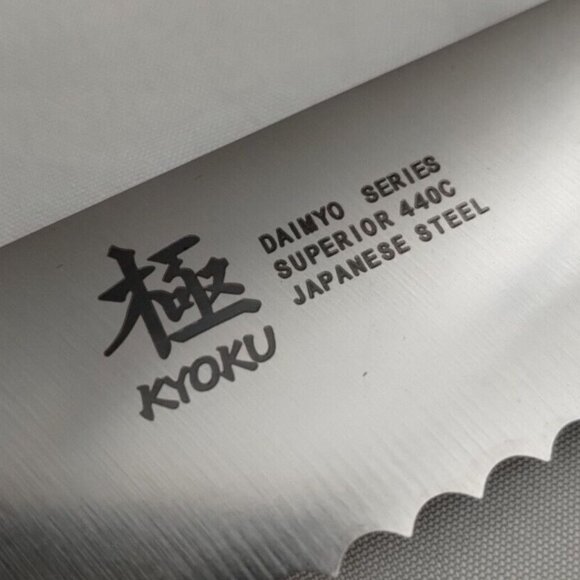 極
KYOKU
DAIMYO SERIES
SUPERIOR 440C
JAPANESE STEEL